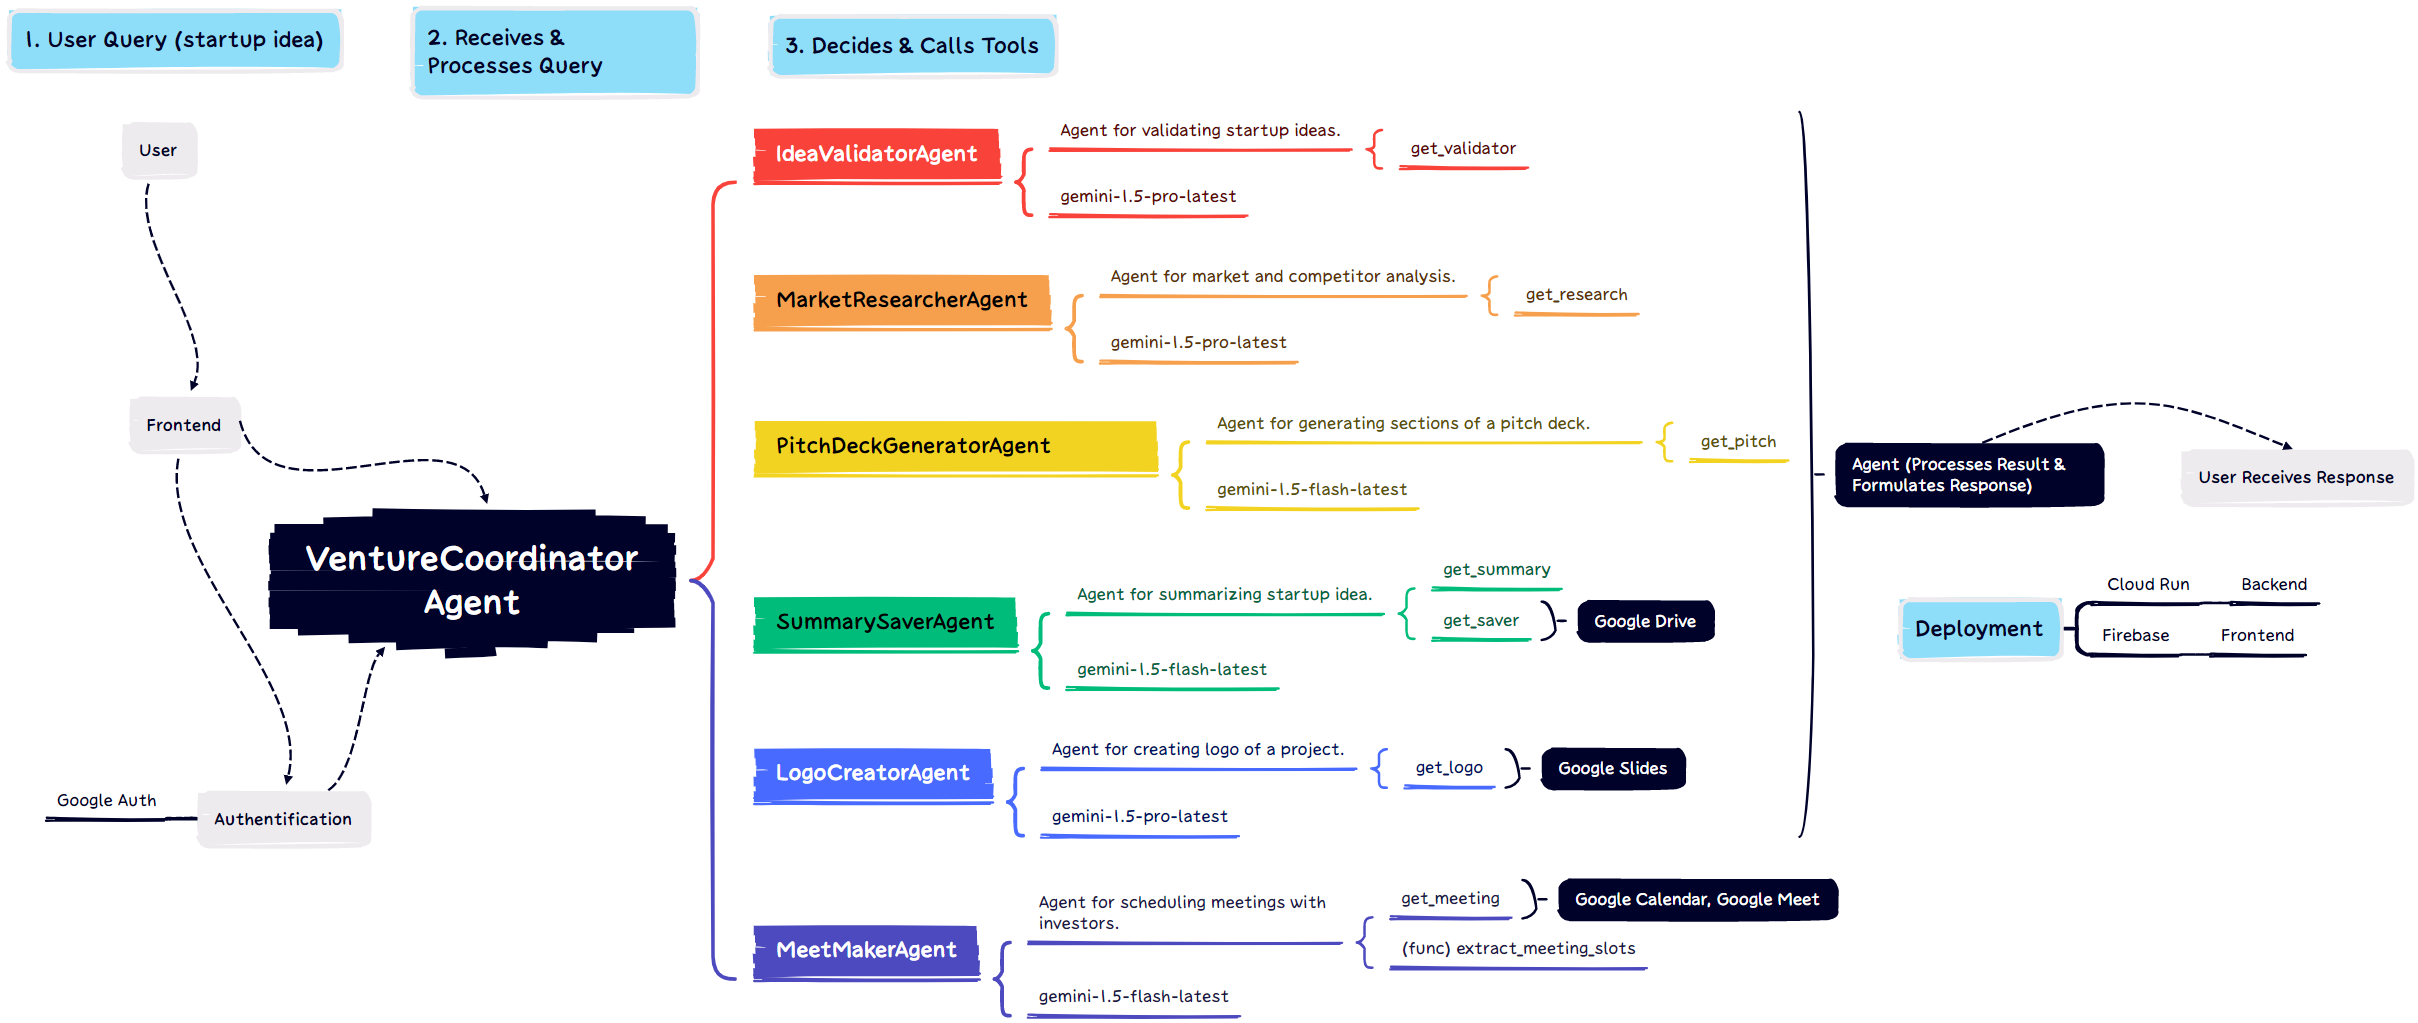 1. User Query (startup idea)
2. Receives &
Processes Query
3. Decides & Calls Tools
User
Frontend
VentureCoordinator
Agent
Google Auth
Authentification
IdeaValidatorAgent
Agent for validating startup ideas.
get_validator
gemini-1.5-pro-latest
MarketResearcherAgent
Agent for market and competitor analysis.
get_research
gemini-1.5-pro-latest
PitchDeckGeneratorAgent
Agent for generating sections of a pitch deck.
get_pitch
gemini-1.5-flash-latest
SummarySaverAgent
Agent for summarizing startup idea.
get_summary
get_saver
Google Drive
gemini-1.5-flash-latest
LogoCreatorAgent
Agent for creating logo of a project.
get_logo
Google Slides
gemini-1.5-pro-latest
MeetMakerAgent
Agent for scheduling meetings with
investors.
get_meeting
Google Calendar, Google Meet
(func) extract_meeting_slots
gemini-1.5-flash-latest
Agent (Processes Result &
Formulates Response)
User Receives Response
Deployment
Cloud Run
Backend
Firebase
Frontend